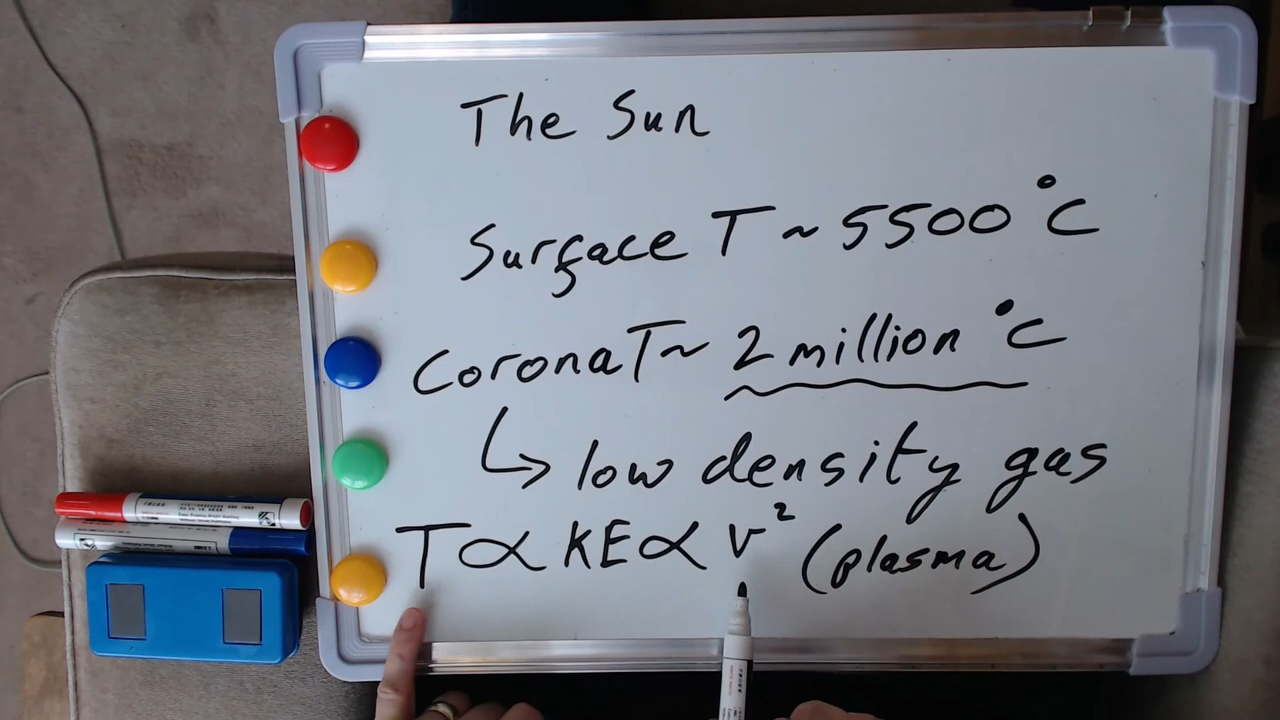 The Sun
Surface T ~ 5500 °C
Corona T ~ 2 million °C
↳ low density gas
T ∝ KE ∝ v² (plasma)